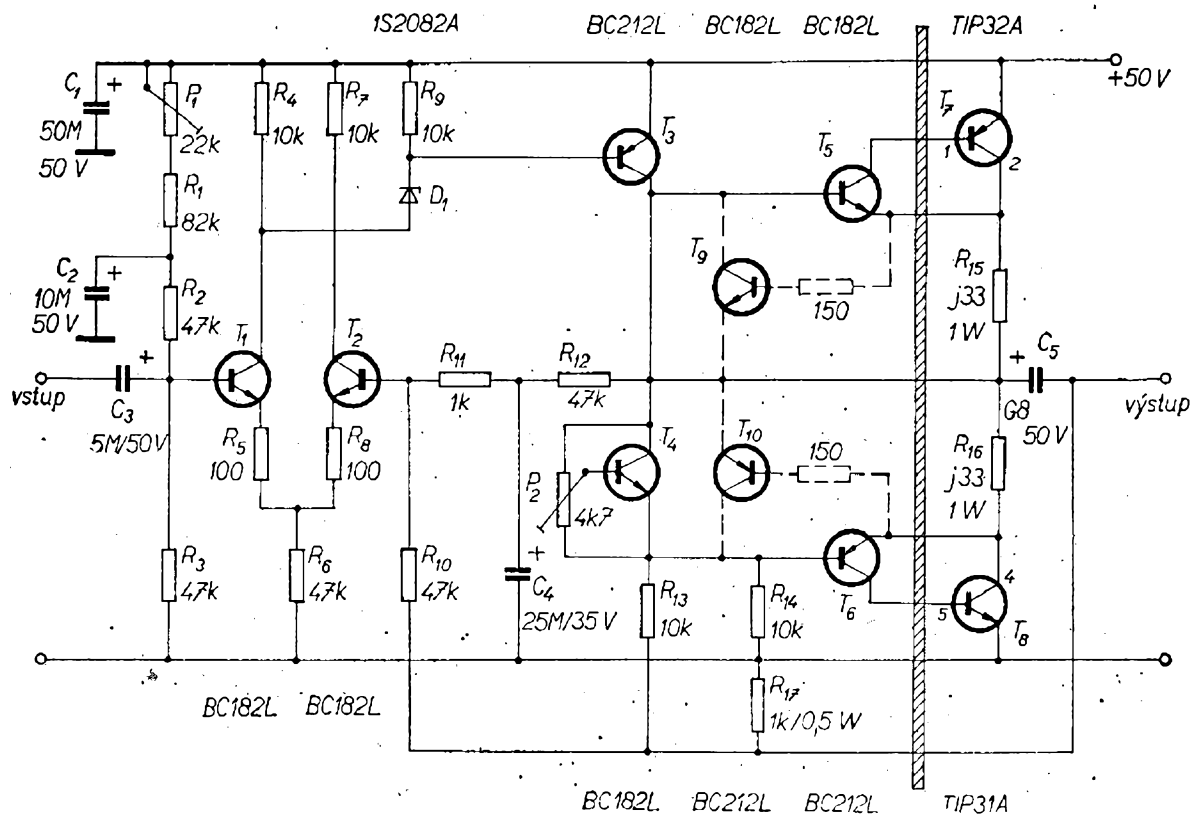 1S2082A BC212L BC182L BC182L TIP32A
+50V
C1 +
50M
50V
P1
22k
R4
10k
R7
10k
R9
10k
T3
T5
T7
1
2
R1
82k
D1
C2 +
10M
50V
R2
47k
T9
150
R15
j33
1W
T1
T2
R11
1k
R12
47k
+ C5
G8
50V
vstup
+
C3
5M/50V
výstup
R5
100
R8
100
P2
4k7
T4
T10
150
R16
j33
1W
R3
47k
R6
47k
R10
47k
+
C4
25M/35V
R13
10k
R14
10k
T6
4
5
T8
R17
1k/0,5W
BC182L BC182L
BC182L BC212L BC212L TIP31A